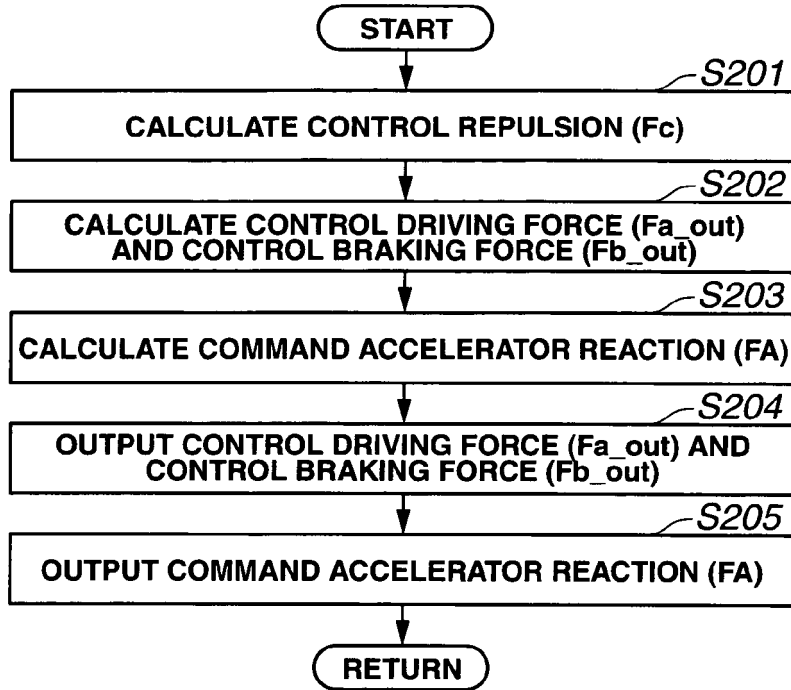 START
S201
CALCULATE CONTROL REPULSION (Fc)
S202
CALCULATE CONTROL DRIVING FORCE (Fa_out)
AND CONTROL BRAKING FORCE (Fb_out)
S203
CALCULATE COMMAND ACCELERATOR REACTION (FA)
S204
OUTPUT CONTROL DRIVING FORCE (Fa_out) AND
CONTROL BRAKING FORCE (Fb_out)
S205
OUTPUT COMMAND ACCELERATOR REACTION (FA)
RETURN